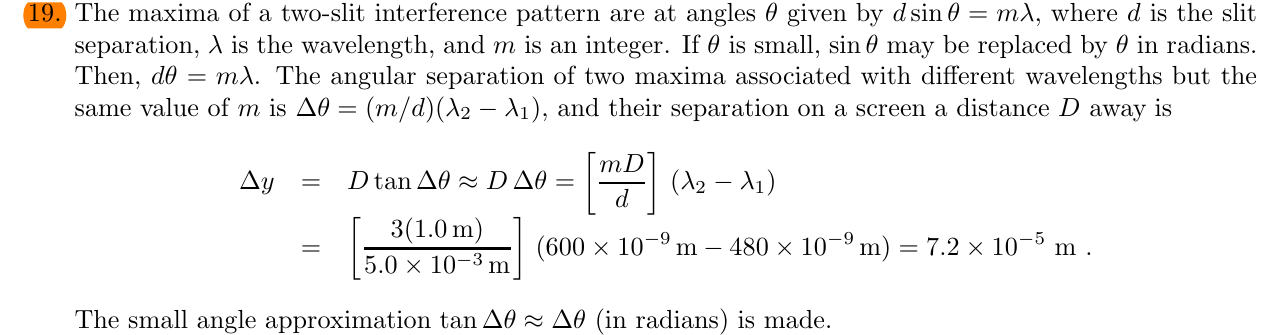 19. The maxima of a two-slit interference pattern are at angles θ given by d sin θ = mλ, where d is the slit
separation, λ is the wavelength, and m is an integer. If θ is small, sin θ may be replaced by θ in radians.
Then, dθ = mλ. The angular separation of two maxima associated with different wavelengths but the
same value of m is Δθ = (m/d)(λ₂ − λ₁), and their separation on a screen a distance D away is
Δy = D tan Δθ ≈ D Δθ = [mD/d] (λ₂ − λ₁)
= [3(1.0 m)/5.0 × 10⁻³ m] (600 × 10⁻⁹ m − 480 × 10⁻⁹ m) = 7.2 × 10⁻⁵ m .
The small angle approximation tan Δθ ≈ Δθ (in radians) is made.